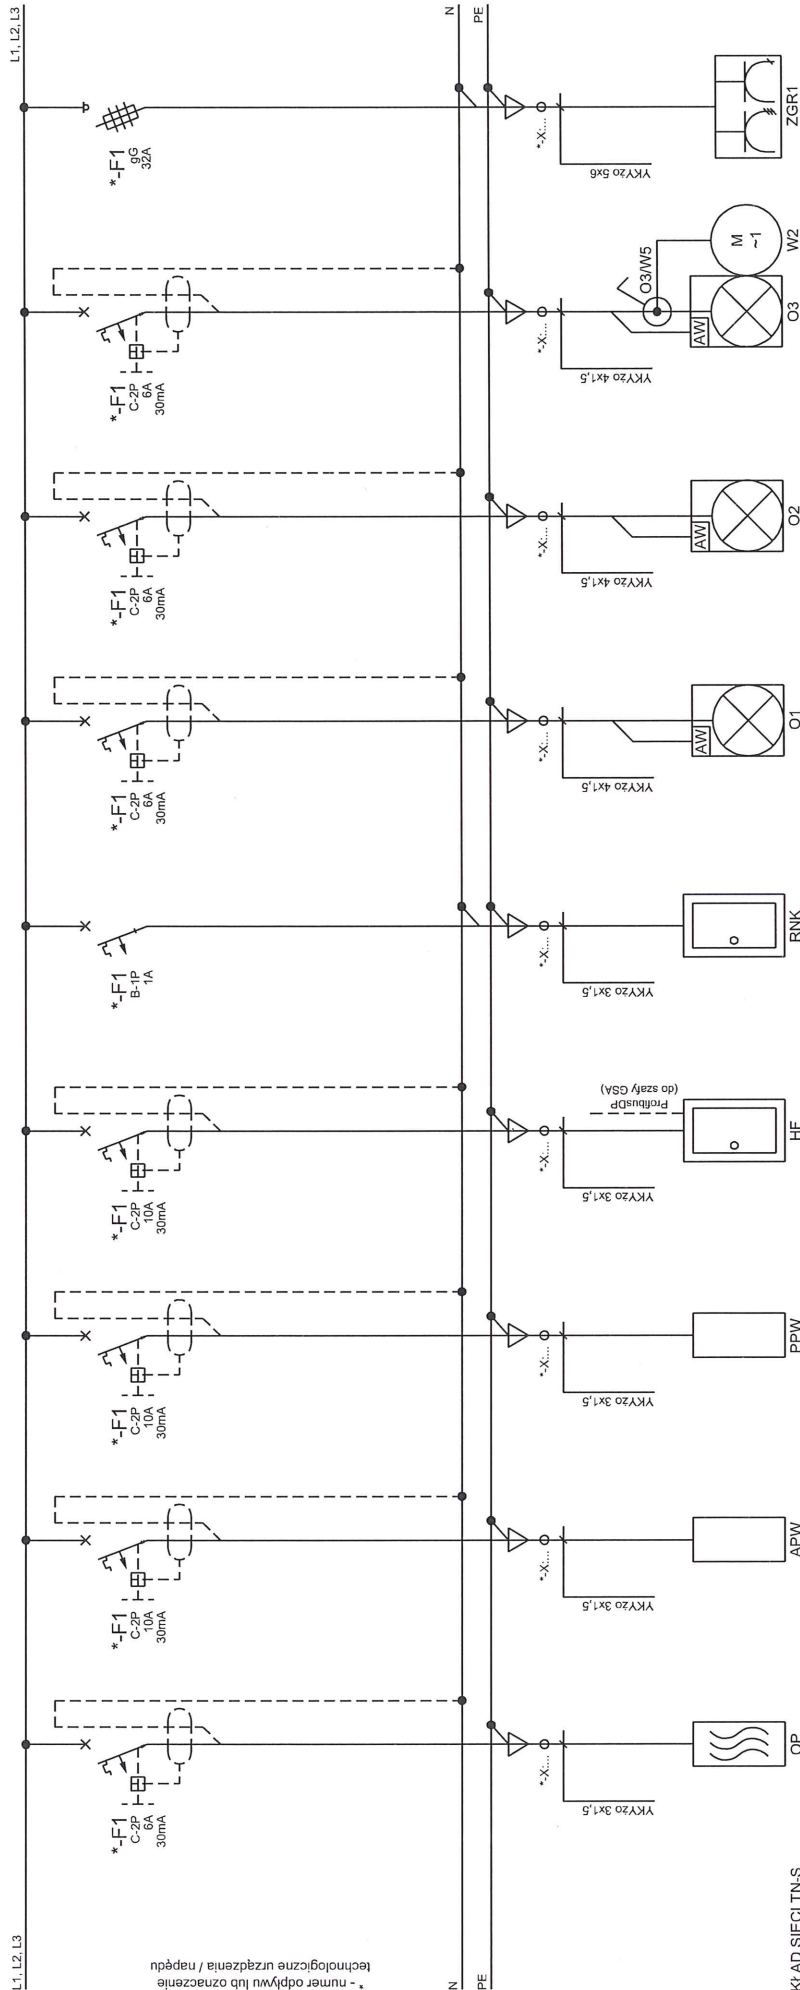 L1, L2, L3
L1, L2, L3
* - numer odpływu lub oznaczenie
technologiczne urządzenia / napędu
N
PE
N
PE
*-F1
C-2P
6A
30mA
*-X:...
YKYżo 3x1,5
OP
*-F1
C-2P
10A
30mA
*-X:...
YKYżo 3x1,5
APW
*-F1
C-2P
10A
30mA
*-X:...
YKYżo 3x1,5
PPW
*-F1
C-2P
10A
30mA
*-X:...
YKYżo 3x1,5
ProfibusDP
(do szafy GSA)
HF
*-F1
B-1P
1A
*-X:...
YKYżo 3x1,5
RNK
*-F1
C-2P
6A
30mA
*-X:...
YKYżo 4x1,5
AW
O1
*-F1
C-2P
6A
30mA
*-X:...
YKYżo 4x1,5
AW
O2
*-F1
C-2P
6A
30mA
*-X:...
YKYżo 4x1,5
O3/W5
AW
O3
M
~1
W2
*-F1
gG
32A
*-X:...
YKYżo 5x6
ZGR1
KŁAD SIECI TN-S